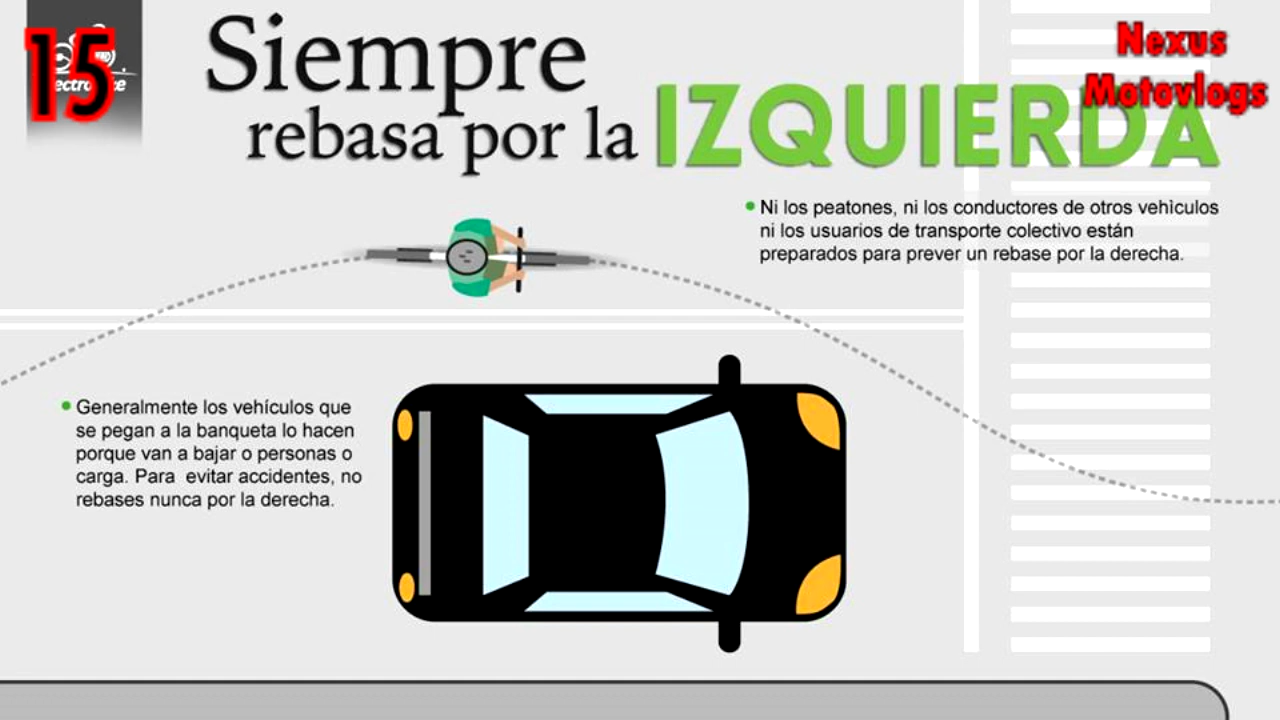 15
Nexus
Motovlogs
Siempre
rebasa por la IZQUIERDA
Ni los peatones, ni los conductores de otros vehìculos
ni los usuarios de transporte colectivo están
preparados para prever un rebase por la derecha.
Generalmente los vehículos que
se pegan a la banqueta lo hacen
porque van a bajar o personas o
carga. Para evitar accidentes, no
rebases nunca por la derecha.